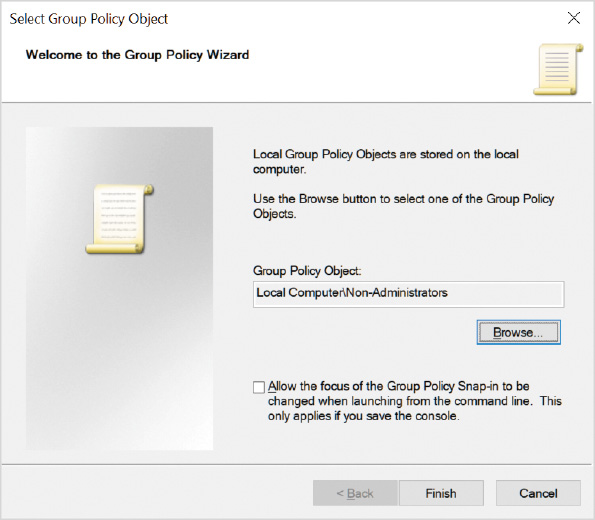 Select Group Policy Object
Welcome to the Group Policy Wizard
Local Group Policy Objects are stored on the local
computer.
Use the Browse button to select one of the Group Policy
Objects.
Group Policy Object:
Local Computer\Non-Administrators
Browse...
Allow the focus of the Group Policy Snap-in to be
changed when launching from the command line. This
only applies if you save the console.
< Back
Finish
Cancel